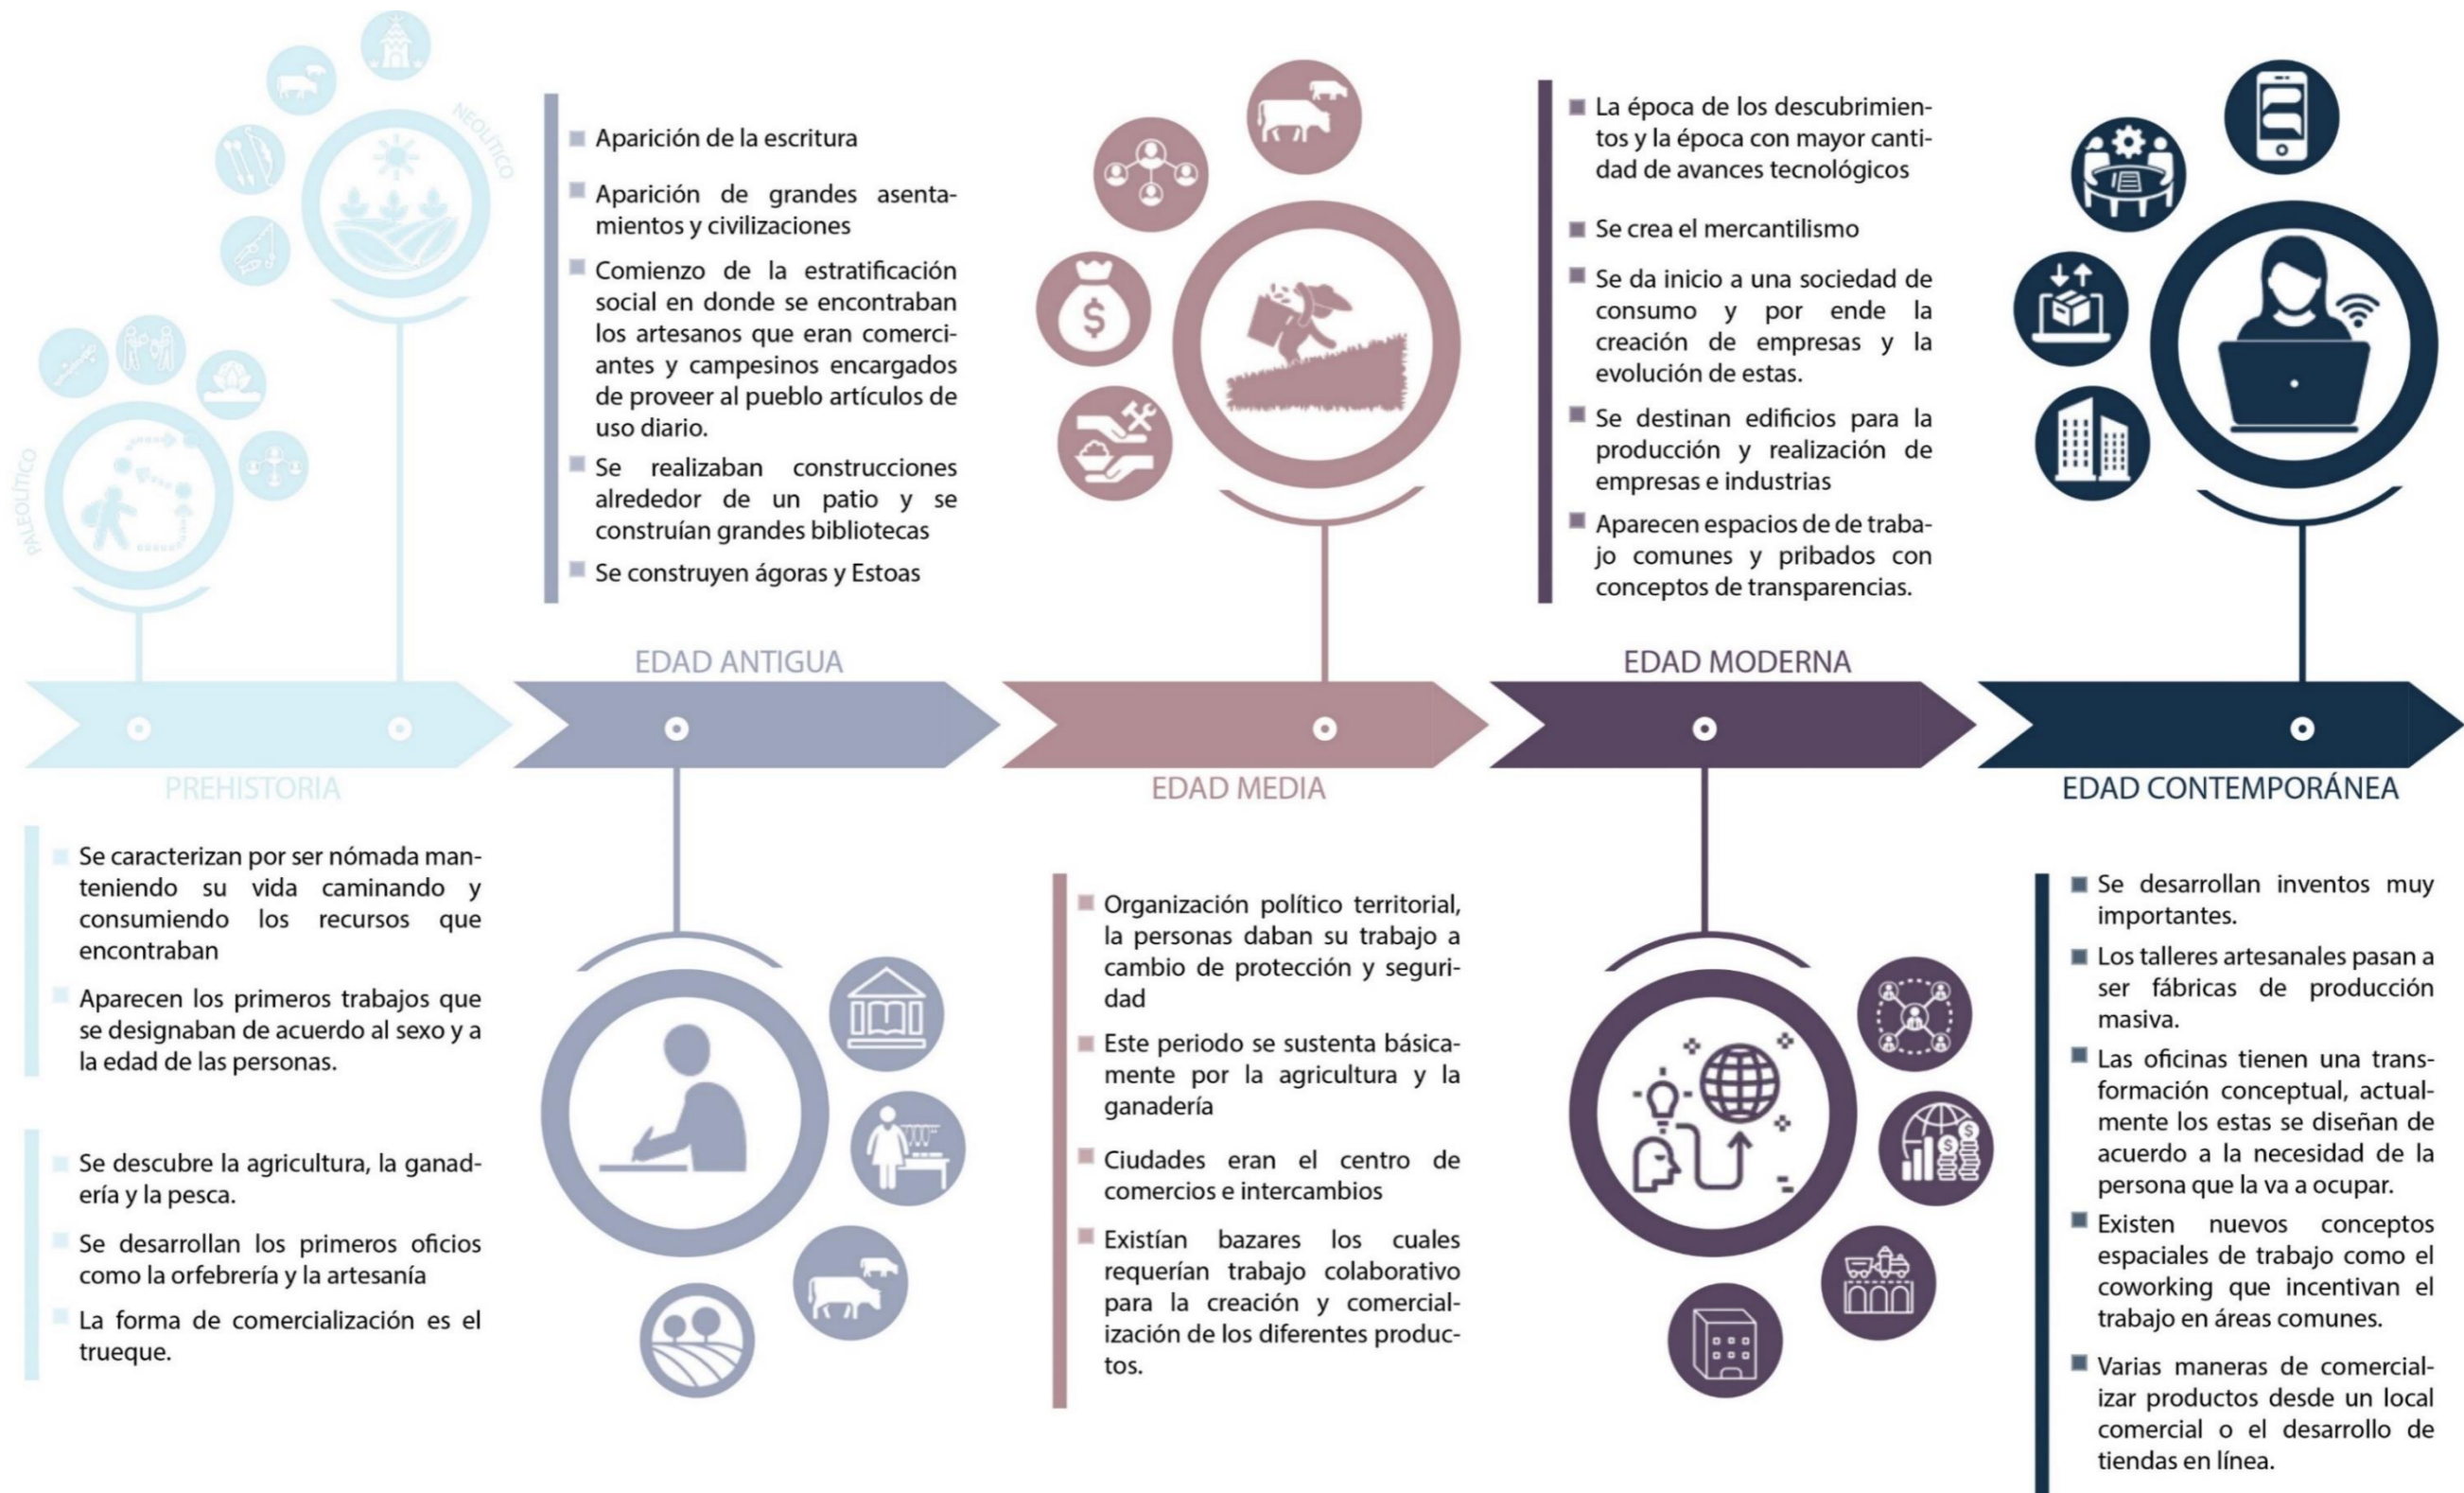 NEOLÍTICO
PALEOLÍTICO
PREHISTORIA
Se caracterizan por ser nómada man-
teniendo su vida caminando y
consumiendo los recursos que
encontraban
Aparecen los primeros trabajos que
se designaban de acuerdo al sexo y a
la edad de las personas.
Se descubre la agricultura, la ganad-
ería y la pesca.
Se desarrollan los primeros oficios
como la orfebrería y la artesanía
La forma de comercialización es el
trueque.
Aparición de la escritura
Aparición de grandes asenta-
mientos y civilizaciones
Comienzo de la estratificación
social en donde se encontraban
los artesanos que eran comerci-
antes y campesinos encargados
de proveer al pueblo artículos de
uso diario.
Se realizaban construcciones
alrededor de un patio y se
construían grandes bibliotecas
Se construyen ágoras y Estoas
EDAD ANTIGUA
$
EDAD MEDIA
Organización político territorial,
la personas daban su trabajo a
cambio de protección y seguri-
dad
Este periodo se sustenta básica-
mente por la agricultura y la
ganadería
Ciudades eran el centro de
comercios e intercambios
Existían bazares los cuales
requerían trabajo colaborativo
para la creación y comercial-
ización de los diferentes produc-
tos.
La época de los descubrimien-
tos y la época con mayor canti-
dad de avances tecnológicos
Se crea el mercantilismo
Se da inicio a una sociedad de
consumo y por ende la
creación de empresas y la
evolución de estas.
Se destinan edificios para la
producción y realización de
empresas e industrias
Aparecen espacios de de traba-
jo comunes y pribados con
conceptos de transparencias.
EDAD MODERNA
$
$
EDAD CONTEMPORÁNEA
Se desarrollan inventos muy
importantes.
Los talleres artesanales pasan a
ser fábricas de producción
masiva.
Las oficinas tienen una trans-
formación conceptual, actual-
mente los estas se diseñan de
acuerdo a la necesidad de la
persona que la va a ocupar.
Existen nuevos conceptos
espaciales de trabajo como el
coworking que incentivan el
trabajo en áreas comunes.
Varias maneras de comercial-
izar productos desde un local
comercial o el desarrollo de
tiendas en línea.